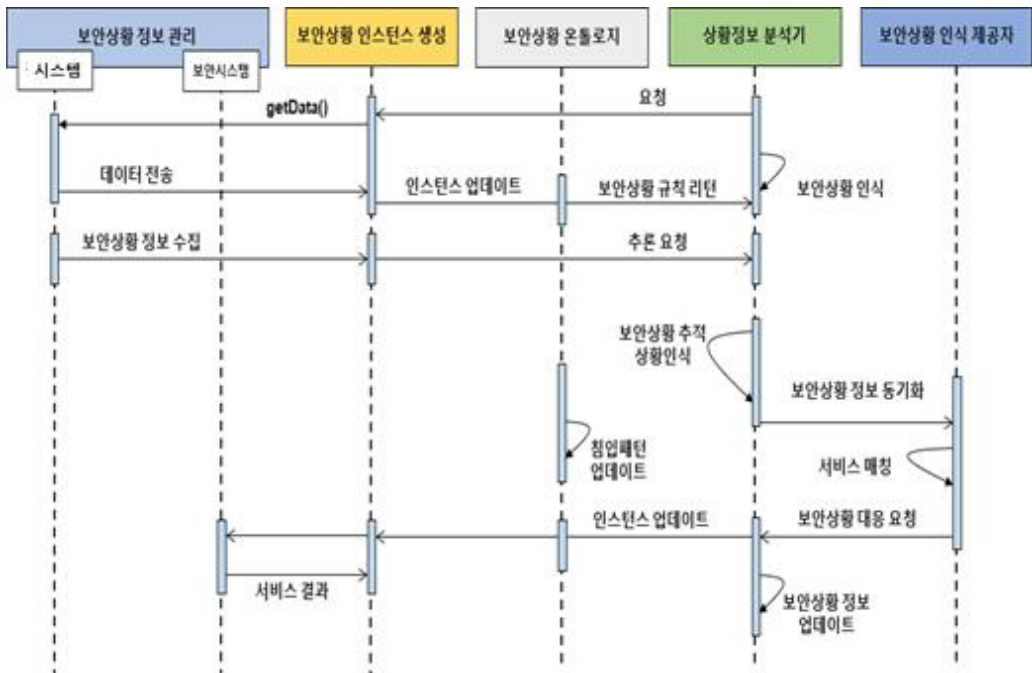 보안상황 정보 관리
보안상황 인스턴스 생성
보안상황 온톨로지
상황정보 분석기
보안상황 인식 제공자
시스템
보안시스템
getData()
요청
데이터 전송
인스턴스 업데이트
보안상황 규칙 리턴
보안상황 인식
보안상황 정보 수집
추론 요청
보안상황 추적
상황인식
보안상황 정보 동기화
침입패턴
업데이트
서비스 매칭
인스턴스 업데이트
보안상황 대응 요청
서비스 결과
보안상황 정보
업데이트